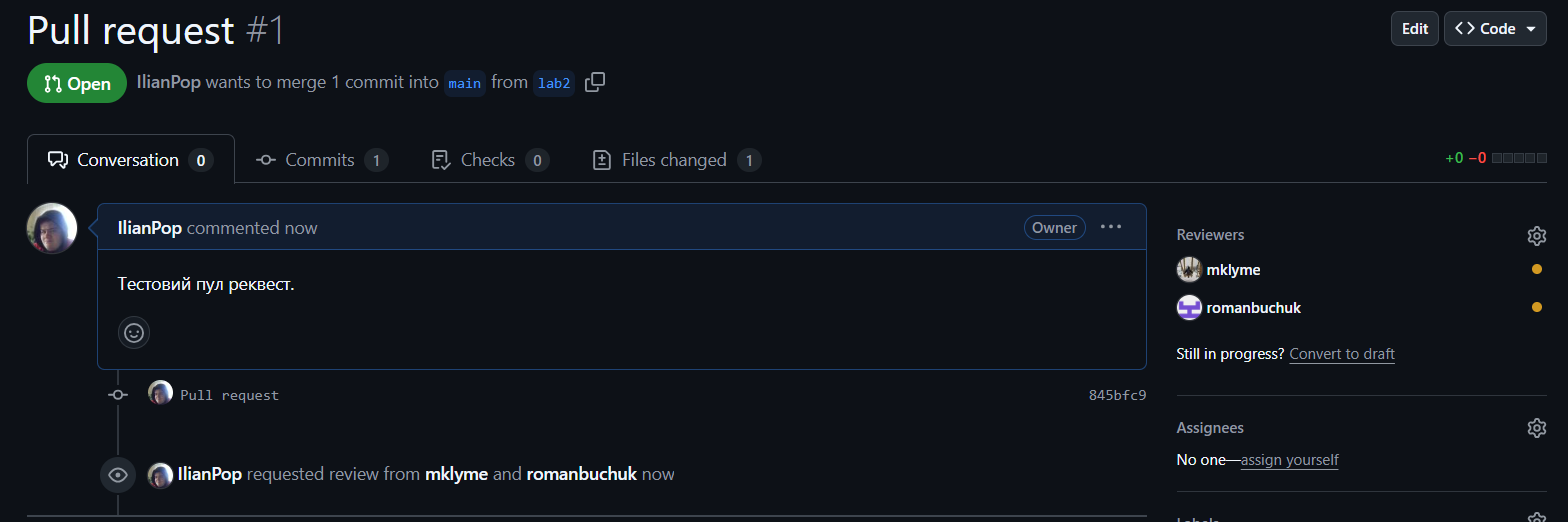 Pull request #1
Edit
Code
Open
IlianPop wants to merge 1 commit into main from lab2
Conversation 0
Commits 1
Checks 0
Files changed 1
+0 −0
IlianPop commented now
Owner
Тестовий пул реквест.
Pull request
845bfc9
IlianPop requested review from mklyme and romanbuchuk now
Reviewers
mklyme
romanbuchuk
Still in progress? Convert to draft
Assignees
No one—assign yourself
Labels